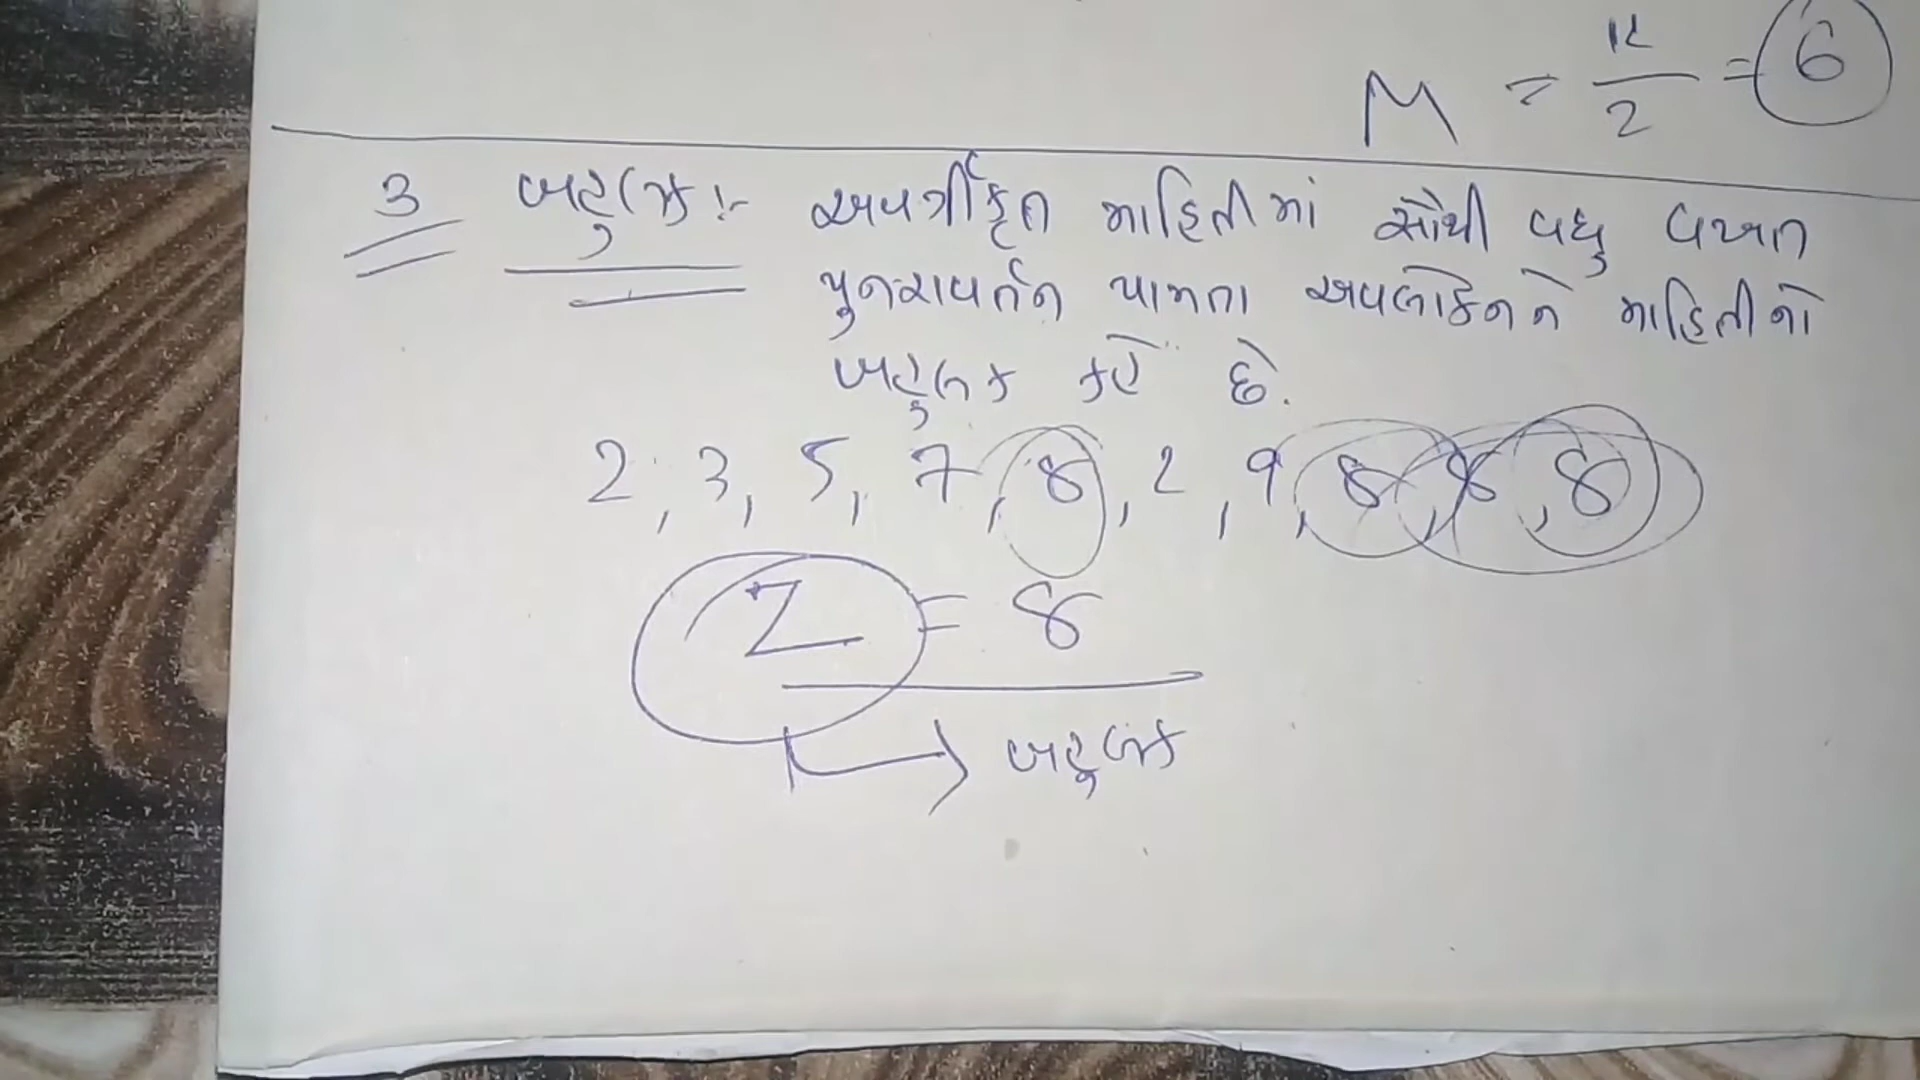 M = 12/2 = 6
3 બહુલક :- અવર્ગીકૃત માહિતીમાં સૌથી વધુ વખત
પુનરાવર્તન પામતા અવલોકનને માહિતીનો
બહુલક કહે છે.
2, 3, 5, 7, 8, 2, 9, 8, 8, 8
Z = 8
→ બહુલક